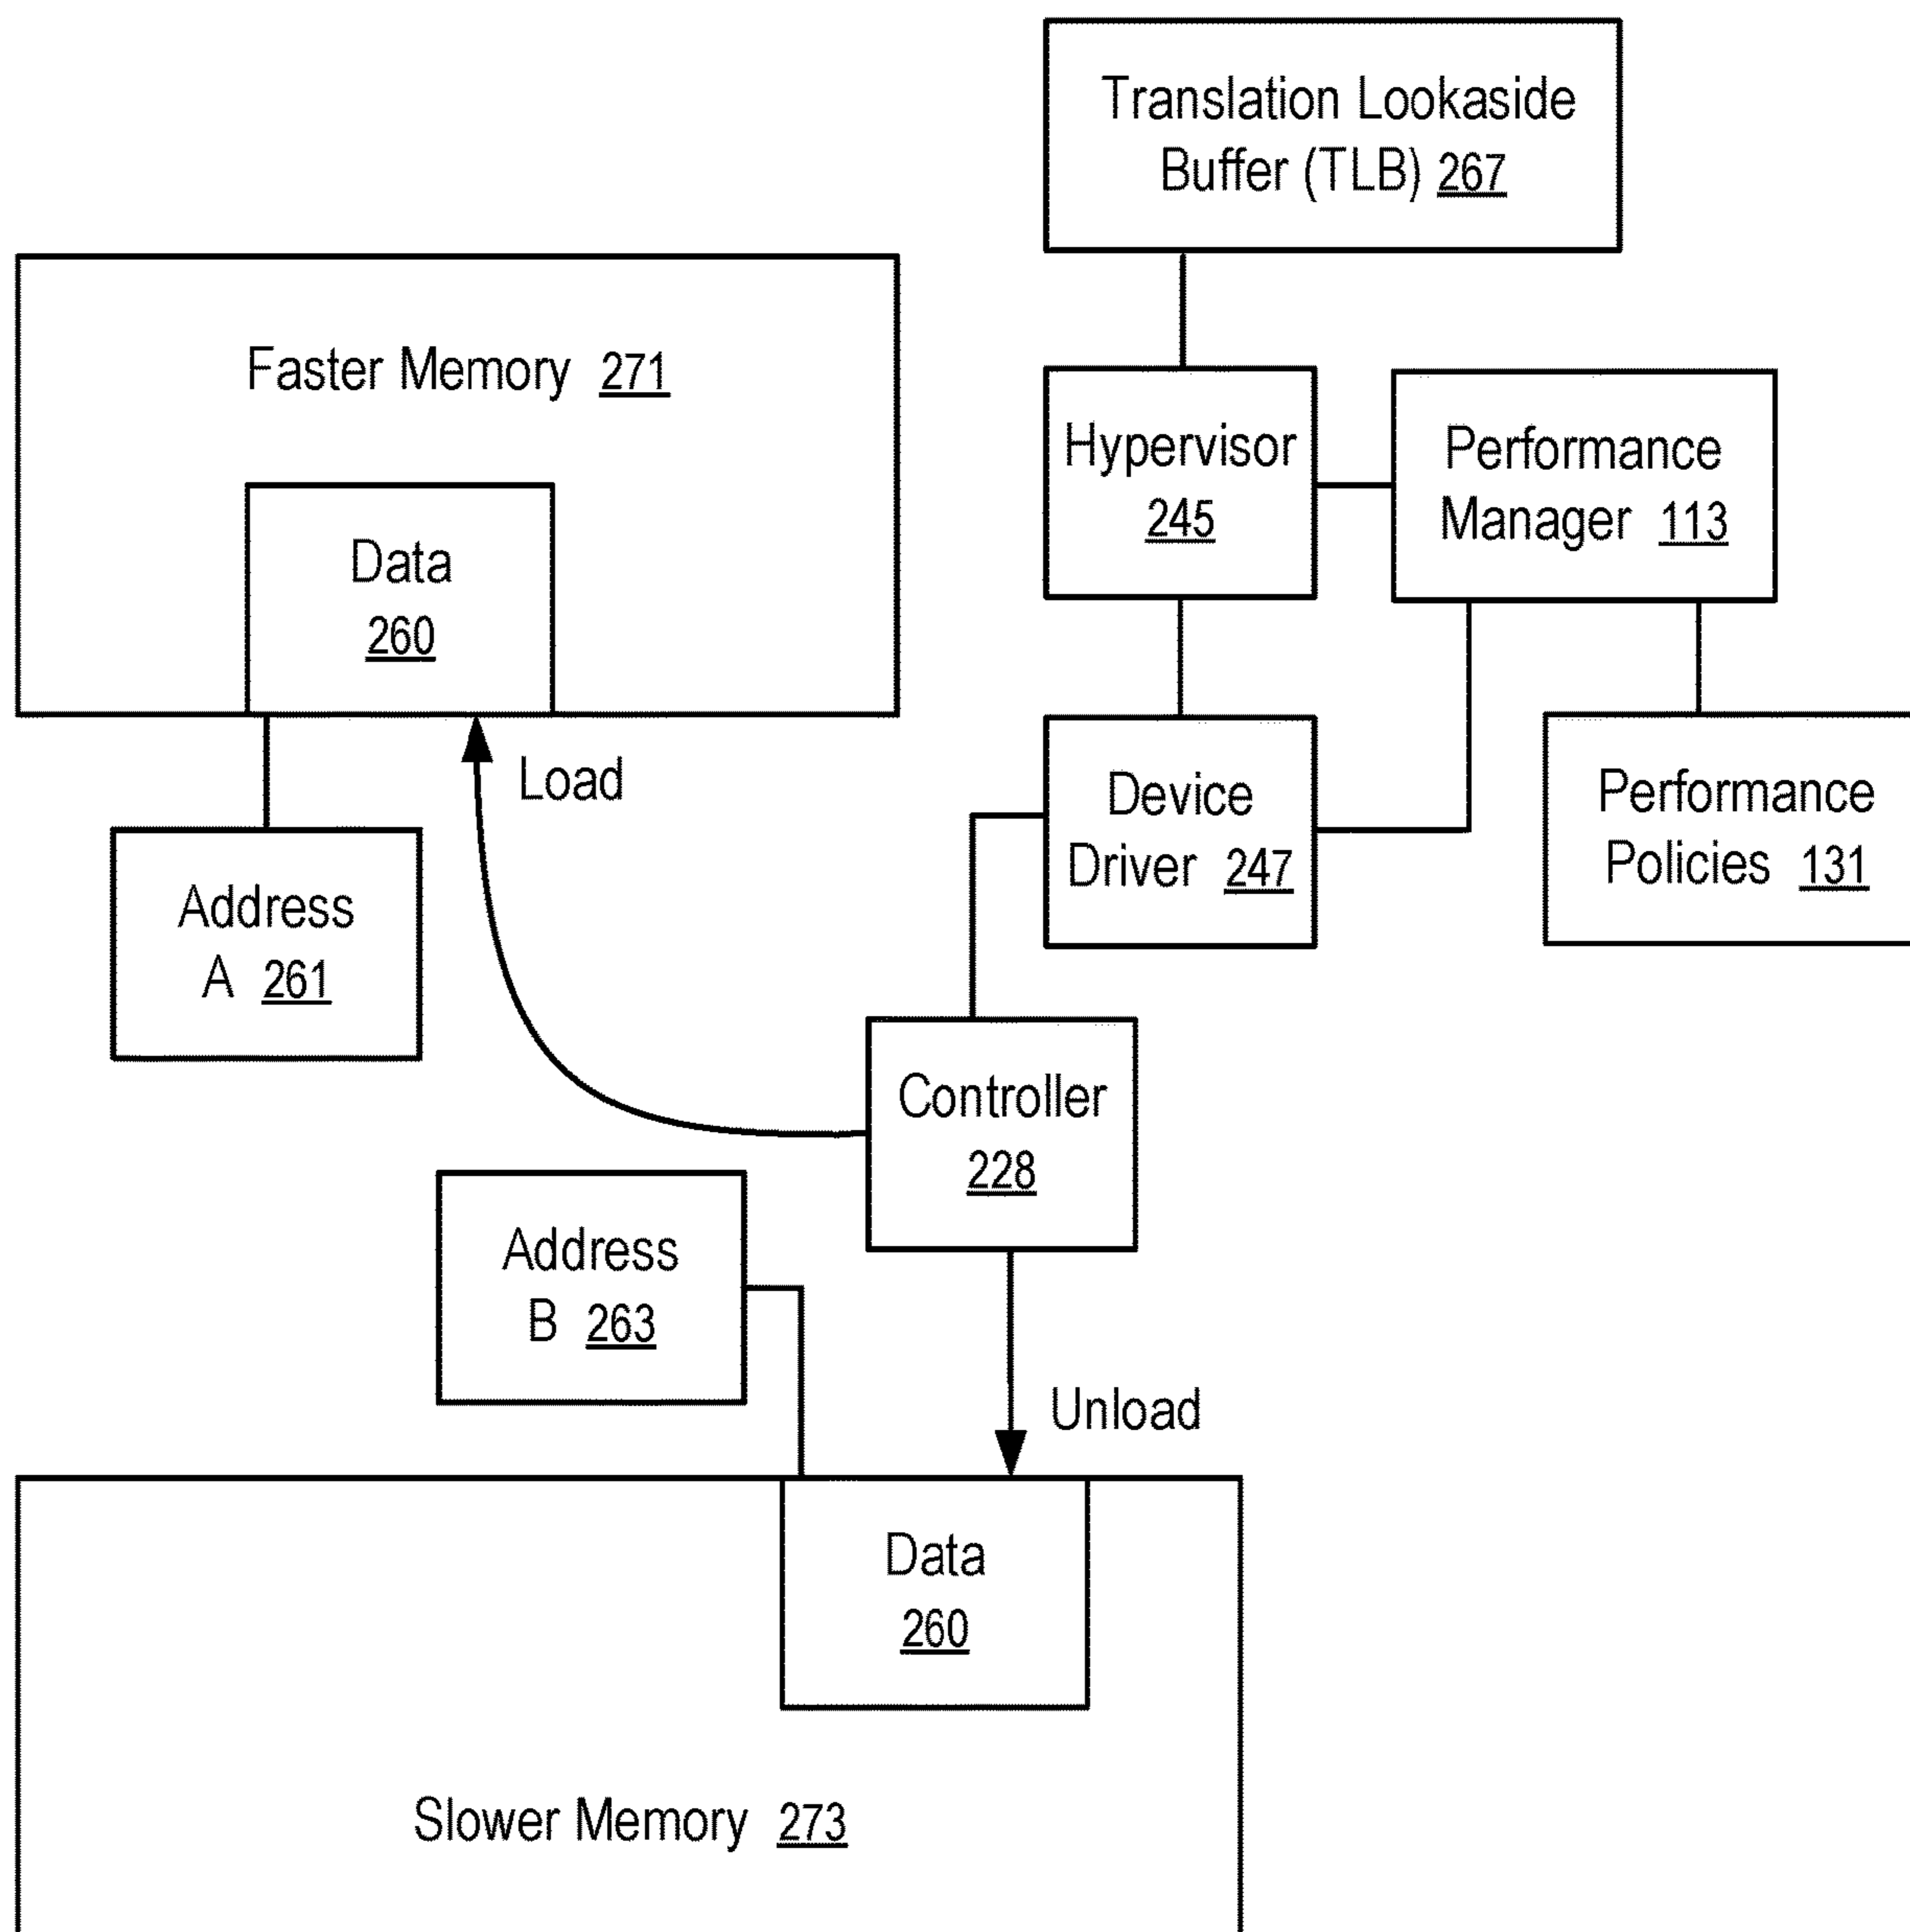 Translation Lookaside
Buffer (TLB) 267
Faster Memory 271
Hypervisor
245
Performance
Manager 113
Data
260
Load
Device
Driver 247
Performance
Policies 131
Address
A 261
Controller
228
Address
B 263
Unload
Data
260
Slower Memory 273